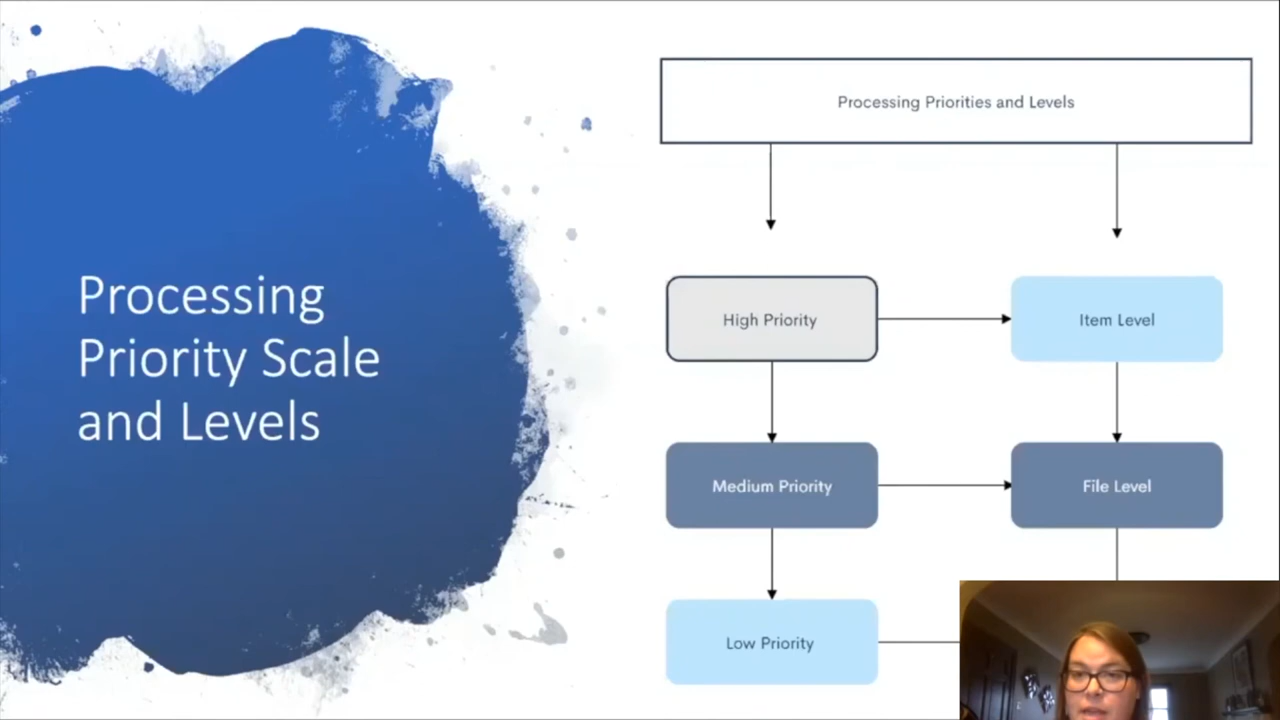 Processing
Priority Scale
and Levels
Processing Priorities and Levels
High Priority
Item Level
Medium Priority
File Level
Low Priority